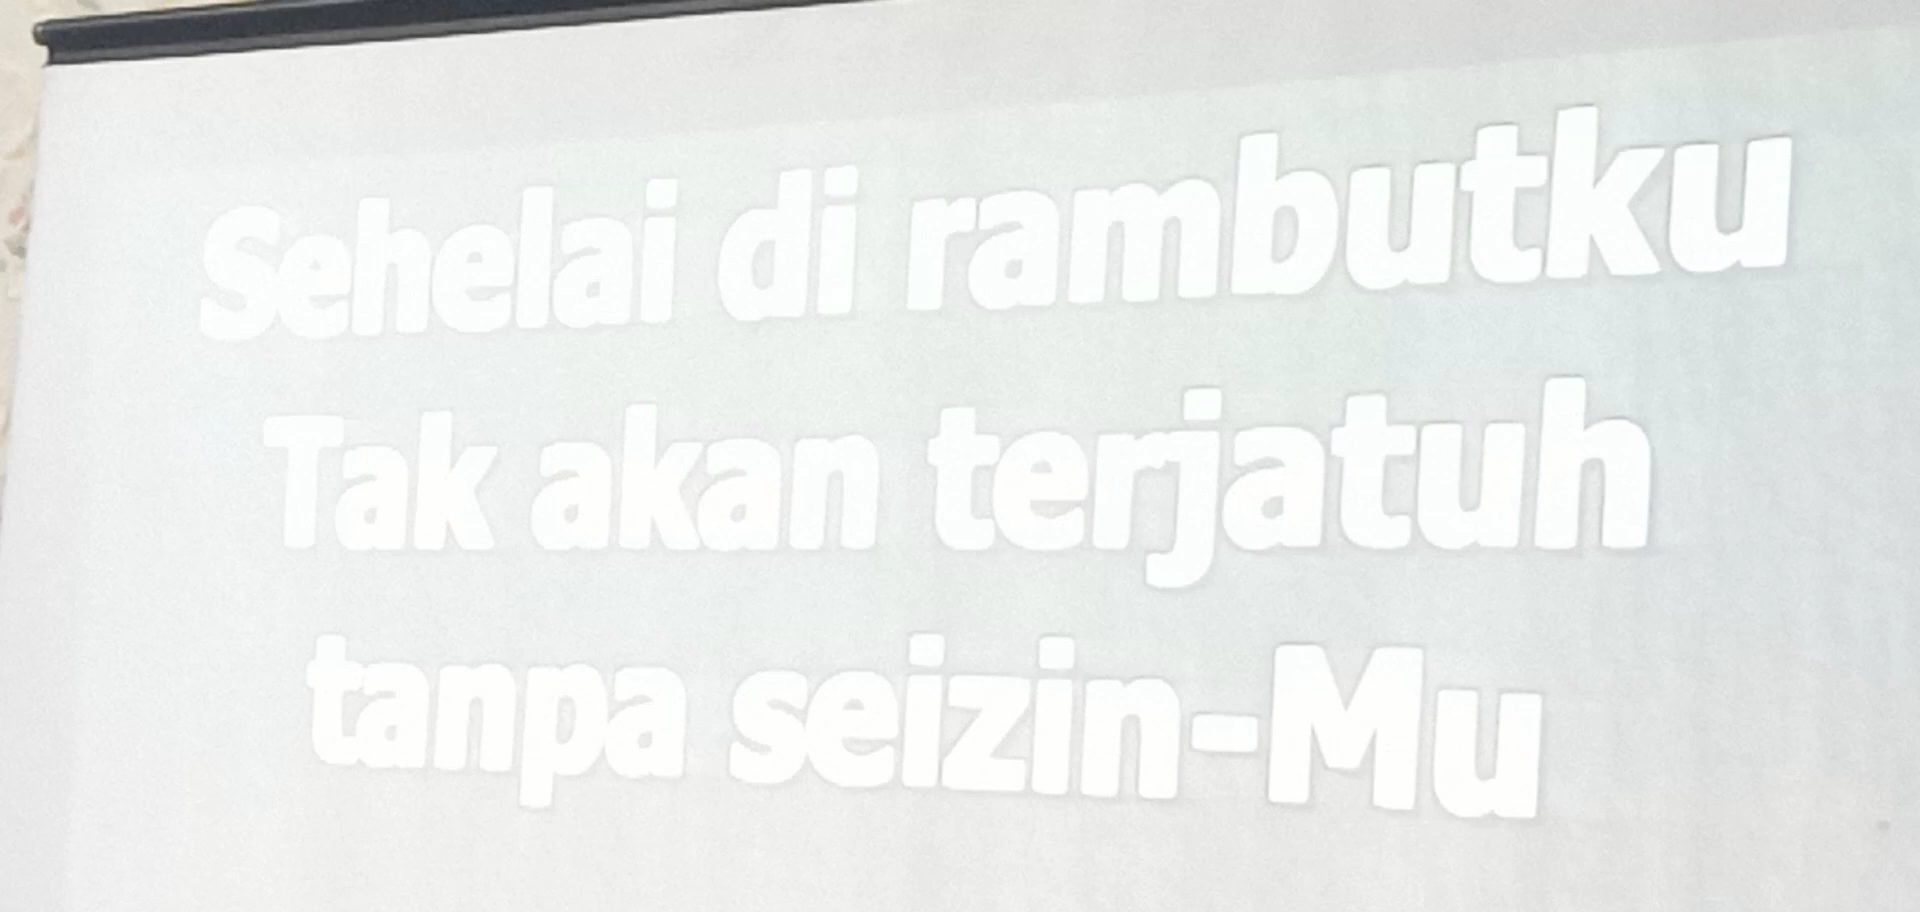 Sehelai di rambutku
Tak akan terjatuh
tanpa seizin-Mu